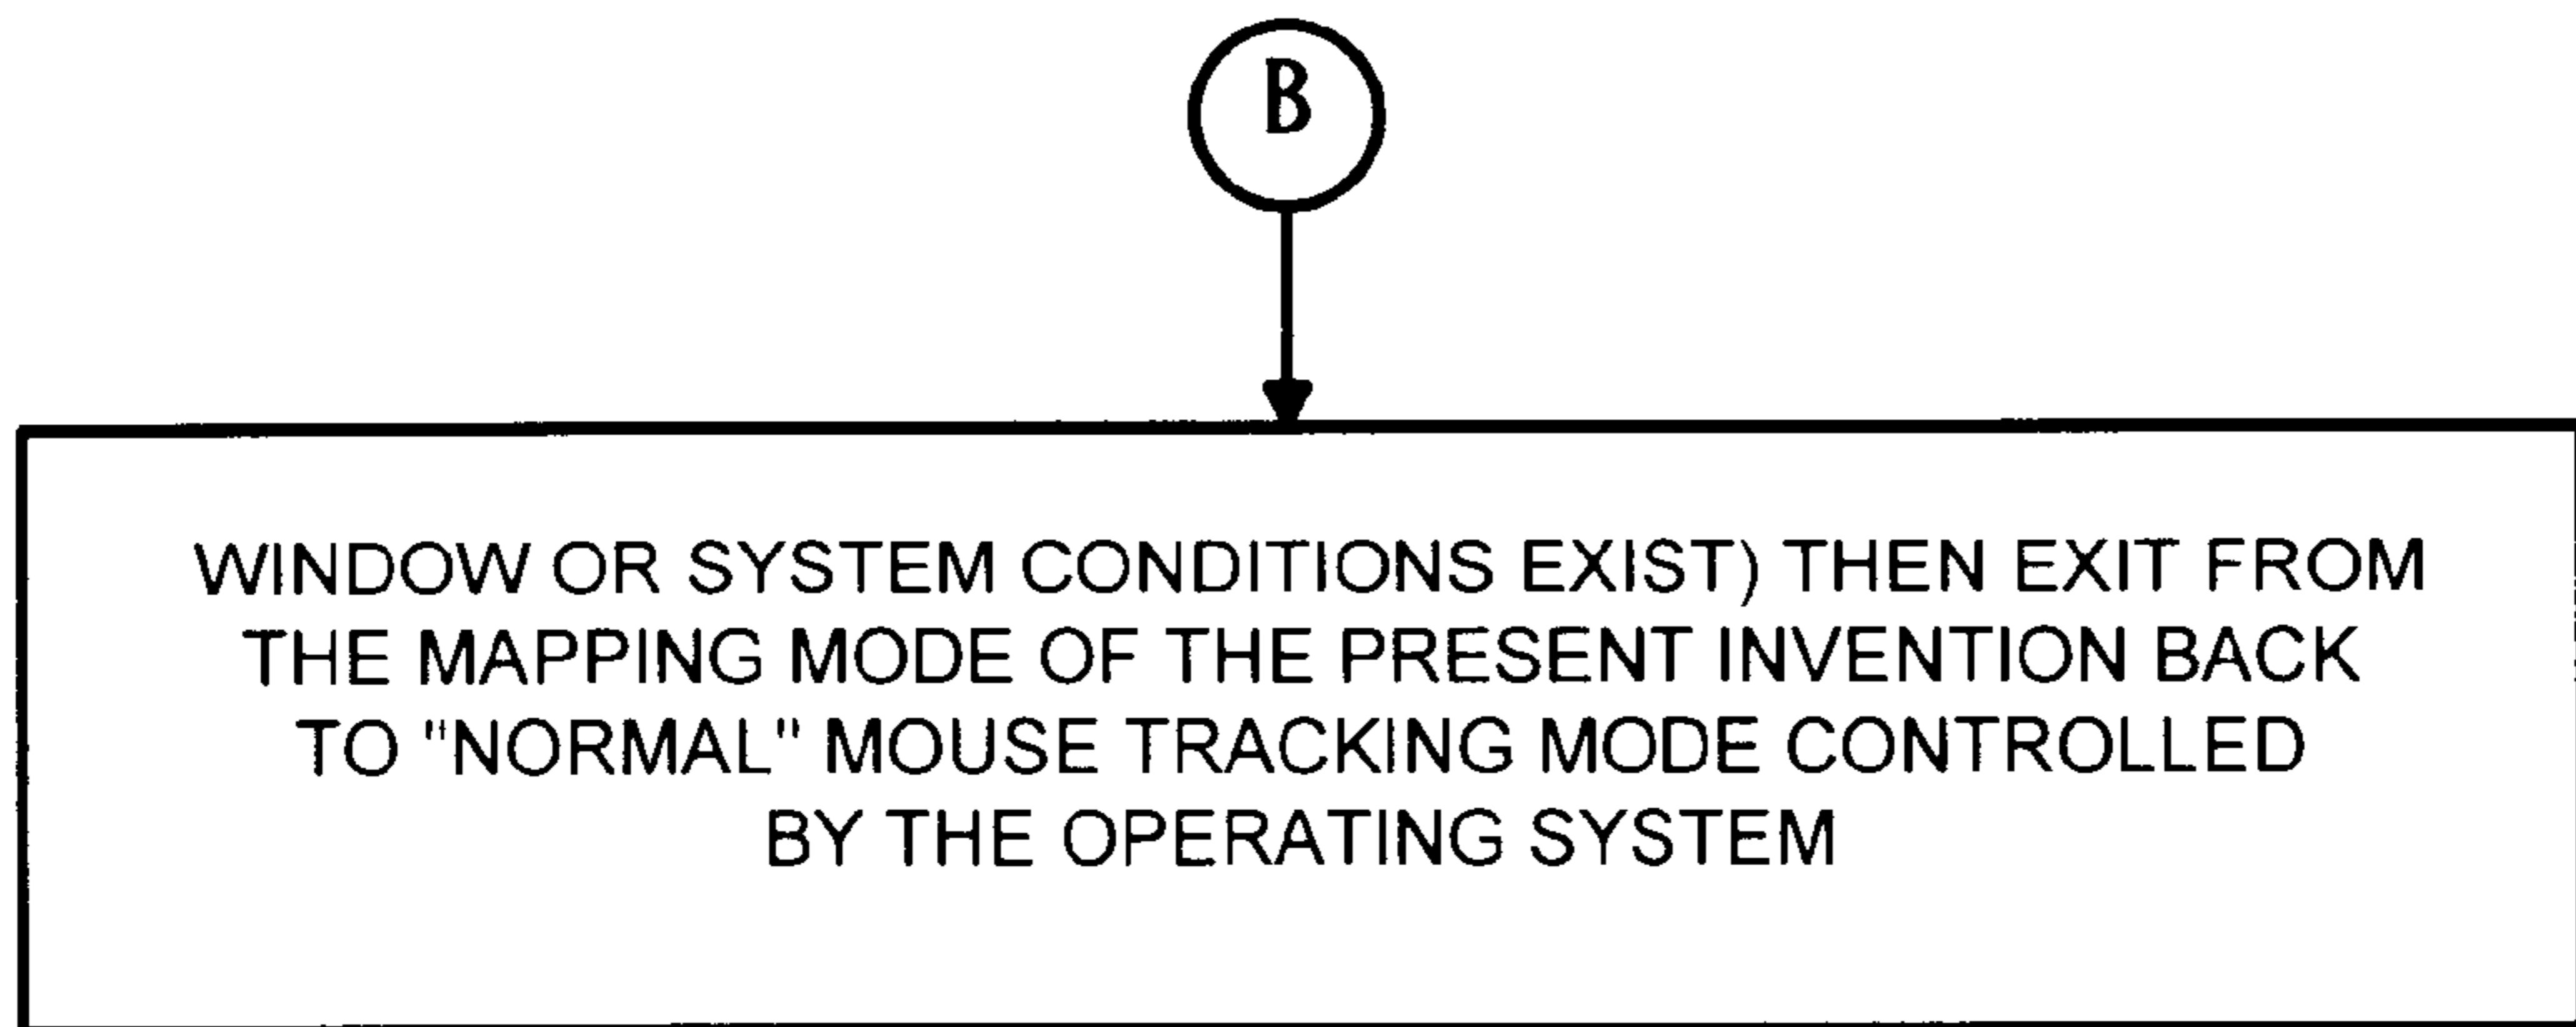 B
WINDOW OR SYSTEM CONDITIONS EXIST) THEN EXIT FROM
THE MAPPING MODE OF THE PRESENT INVENTION BACK
TO "NORMAL" MOUSE TRACKING MODE CONTROLLED
BY THE OPERATING SYSTEM